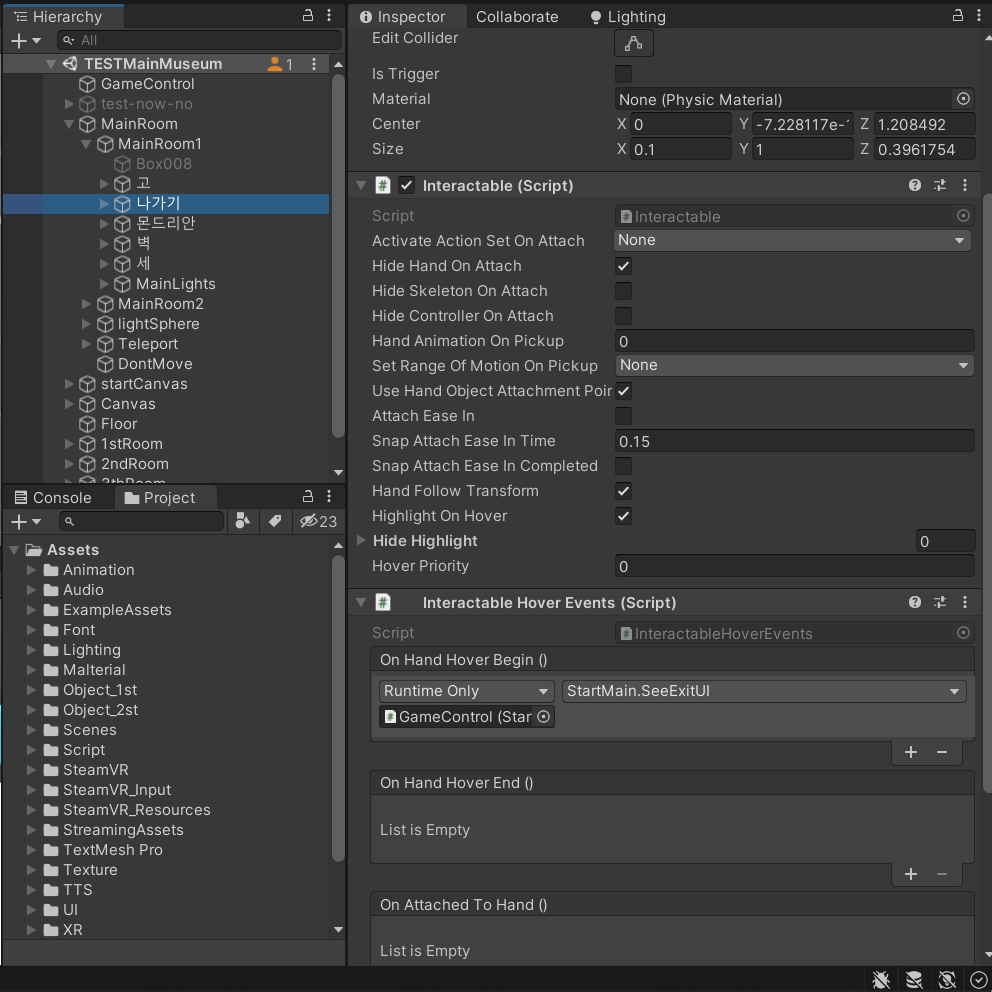 Hierarchy
All
TESTMainMuseum 1
GameControl
test-now-no
MainRoom
MainRoom1
Box008
고
나가기
몬드리안
벽
세
MainLights
MainRoom2
lightSphere
Teleport
DontMove
startCanvas
Canvas
Floor
1stRoom
2ndRoom
3thRoom
Console Project
23
Assets
Animation
Audio
ExampleAssets
Font
Lighting
Malterial
Object_1st
Object_2st
Scenes
Script
SteamVR
SteamVR_Input
SteamVR_Resources
StreamingAssets
TextMesh Pro
Texture
TTS
UI
XR
Inspector Collaborate Lighting
Edit Collider
Is Trigger
Material None (Physic Material)
Center X 0 Y -7.228117e-1 Z 1.208492
Size X 0.1 Y 1 Z 0.3961754
# Interactable (Script)
Script # Interactable
Activate Action Set On Attach None
Hide Hand On Attach
Hide Skeleton On Attach
Hide Controller On Attach
Hand Animation On Pickup 0
Set Range Of Motion On Pickup None
Use Hand Object Attachment Poir
Attach Ease In
Snap Attach Ease In Time 0.15
Snap Attach Ease In Completed
Hand Follow Transform
Highlight On Hover
Hide Highlight 0
Hover Priority 0
# Interactable Hover Events (Script)
Script # InteractableHoverEvents
On Hand Hover Begin ()
Runtime Only StartMain.SeeExitUI
# GameControl (Star
+ −
On Hand Hover End ()
List is Empty
+ −
On Attached To Hand ()
List is Empty